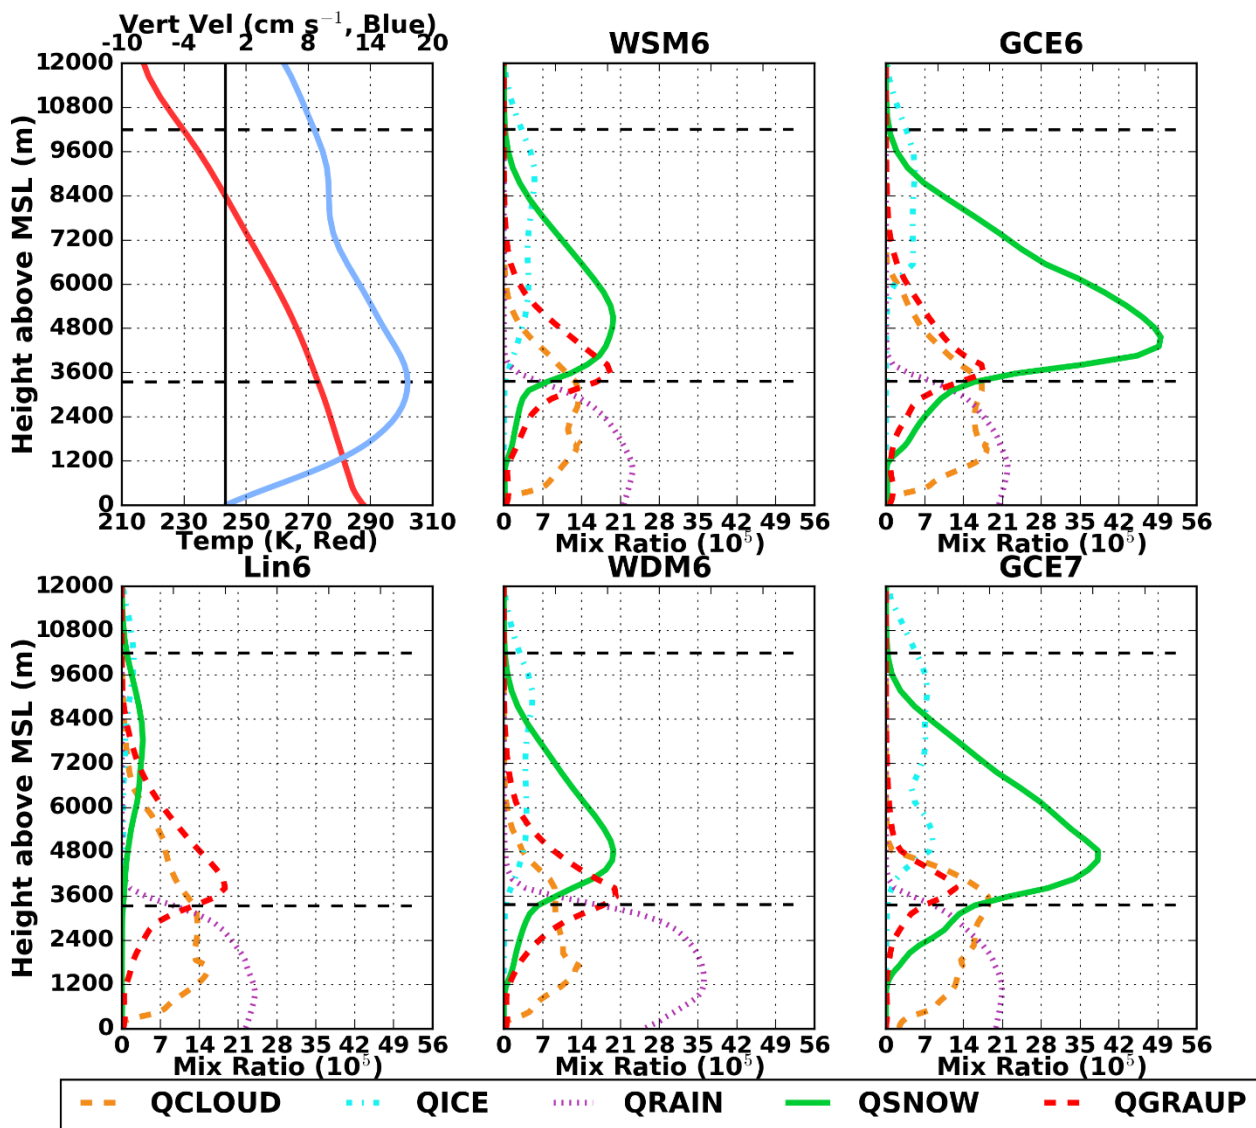 Vert Vel (cm s⁻¹, Blue)
-10 -4 2 8 14 20
WSM6
GCE6
Height above MSL (m)
12000
10800
9600
8400
7200
6000
4800
3600
2400
1200
0
210 230 250 270 290 310
Temp (K, Red)
0 7 14 21 28 35 42 49 56
Mix Ratio (10⁵)
0 7 14 21 28 35 42 49 56
Mix Ratio (10⁵)
Lin6
WDM6
GCE7
Height above MSL (m)
12000
10800
9600
8400
7200
6000
4800
3600
2400
1200
0
0 7 14 21 28 35 42 49 56
Mix Ratio (10⁵)
0 7 14 21 28 35 42 49 56
Mix Ratio (10⁵)
0 7 14 21 28 35 42 49 56
Mix Ratio (10⁵)
QCLOUD QICE QRAIN QSNOW QGRAUP